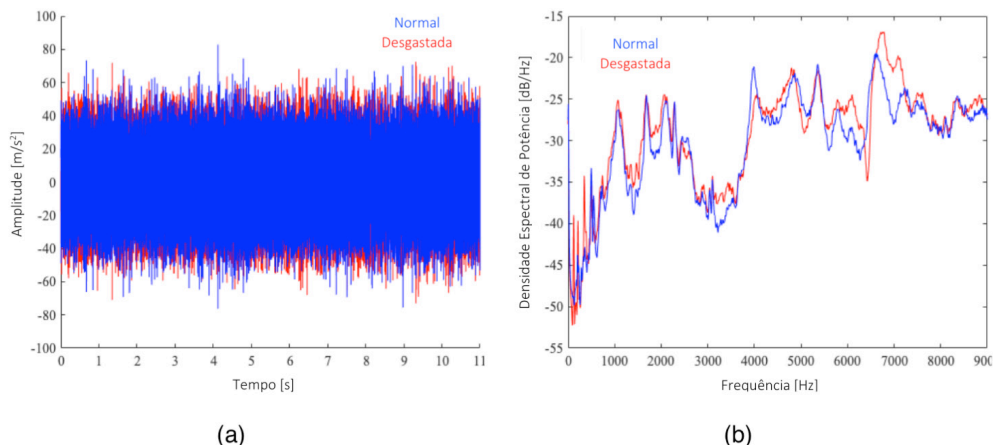 100
80
60
40
20
0
-20
-40
-60
-80
-100
Amplitude [m/s²]
Normal
Desgastada
0 1 2 3 4 5 6 7 8 9 10 11
Tempo [s]
(a)
-15
-20
-25
-30
-35
-40
-45
-50
-55
Densidade Espectral de Potência [dB/Hz]
Normal
Desgastada
0 1000 2000 3000 4000 5000 6000 7000 8000 9000
Frequência [Hz]
(b)